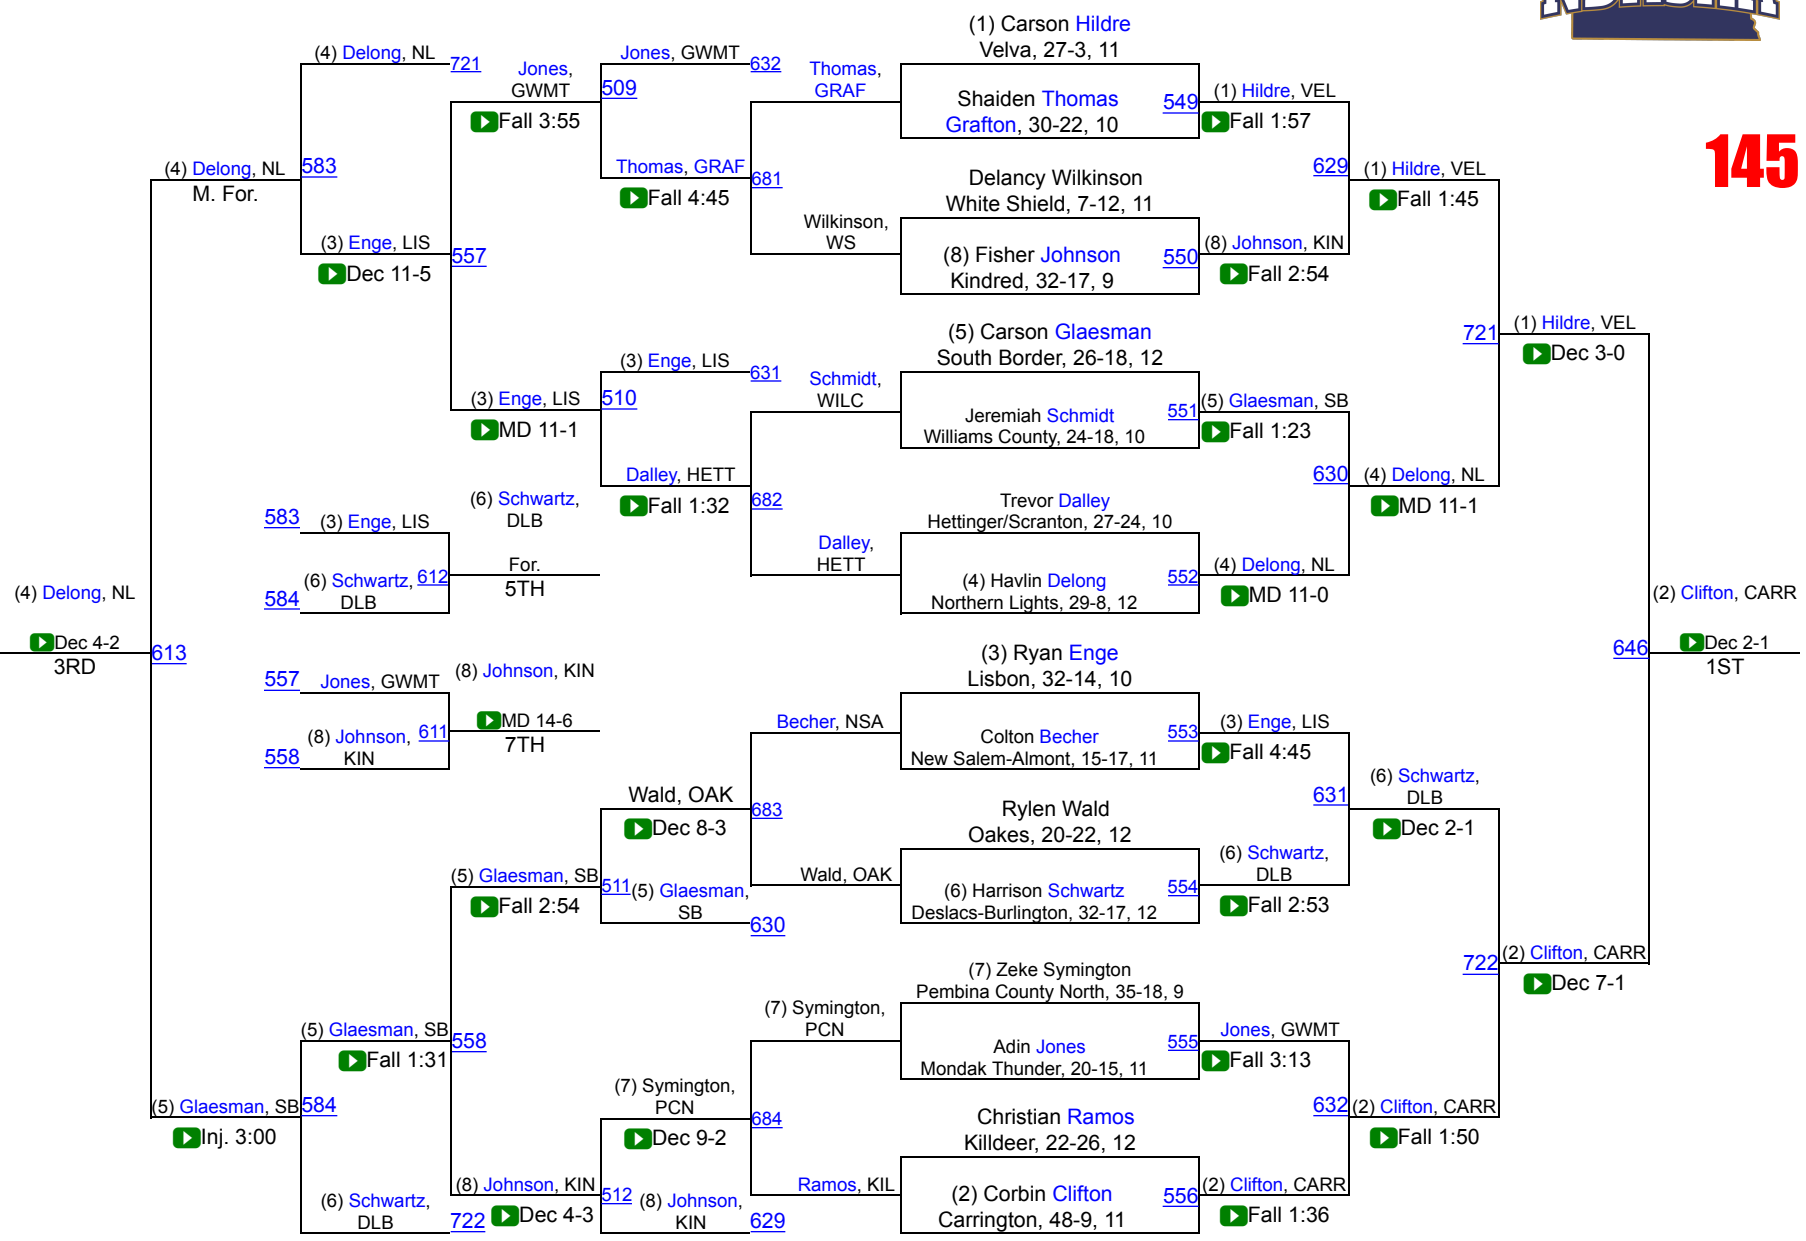 (1) Carson Hildre
Velva, 27-3, 11
(4) Delong, NL
721
Jones,
GWMT
Jones, GWMT
632
Thomas,
GRAF
509
Fall 3:55
Shaiden Thomas
Grafton, 30-22, 10
549
(1) Hildre, VEL
Fall 1:57
145
(4) Delong, NL
M. For.
583
Thomas, GRAF
Fall 4:45
681
Delancy Wilkinson
White Shield, 7-12, 11
629
(1) Hildre, VEL
Fall 1:45
Wilkinson,
WS
(3) Enge, LIS
Dec 11-5
557
(8) Fisher Johnson
Kindred, 32-17, 9
550
(8) Johnson, KIN
Fall 2:54
(5) Carson Glaesman
South Border, 26-18, 12
721
(1) Hildre, VEL
Dec 3-0
(3) Enge, LIS
631
Schmidt,
WILC
(3) Enge, LIS
MD 11-1
510
Jeremiah Schmidt
Williams County, 24-18, 10
551
(5) Glaesman, SB
Fall 1:23
Dalley, HETT
Fall 1:32
682
630
(4) Delong, NL
MD 11-1
(6) Schwartz,
DLB
Trevor Dalley
Hettinger/Scranton, 27-24, 10
583
(3) Enge, LIS
Dalley,
HETT
For.
5TH
(6) Schwartz,
DLB
612
584
(4) Havlin Delong
Northern Lights, 29-8, 12
552
(4) Delong, NL
MD 11-0
(4) Delong, NL
Dec 4-2
3RD
613
(2) Clifton, CARR
646
Dec 2-1
1ST
(3) Ryan Enge
Lisbon, 32-14, 10
557
Jones, GWMT
(8) Johnson, KIN
MD 14-6
7TH
(8) Johnson,
KIN
611
558
Becher, NSA
Colton Becher
New Salem-Almont, 15-17, 11
553
(3) Enge, LIS
Fall 4:45
Wald, OAK
Dec 8-3
683
Rylen Wald
Oakes, 20-22, 12
631
(6) Schwartz,
DLB
Dec 2-1
(5) Glaesman, SB
Fall 2:54
511
(5) Glaesman,
SB
630
Wald, OAK
(6) Harrison Schwartz
Deslacs-Burlington, 32-17, 12
554
(6) Schwartz,
DLB
Fall 2:53
(7) Zeke Symington
Pembina County North, 35-18, 9
722
(2) Clifton, CARR
Dec 7-1
(7) Symington,
PCN
(5) Glaesman, SB
Fall 1:31
558
Adin Jones
Mondak Thunder, 20-15, 11
555
Jones, GWMT
Fall 3:13
(5) Glaesman, SB
Inj. 3:00
584
(7) Symington,
PCN
Dec 9-2
684
Christian Ramos
Killdeer, 22-26, 12
632
(2) Clifton, CARR
Fall 1:50
(6) Schwartz,
DLB
722
(8) Johnson, KIN
Dec 4-3
512
(8) Johnson,
KIN
629
Ramos, KIL
(2) Corbin Clifton
Carrington, 48-9, 11
556
(2) Clifton, CARR
Fall 1:36